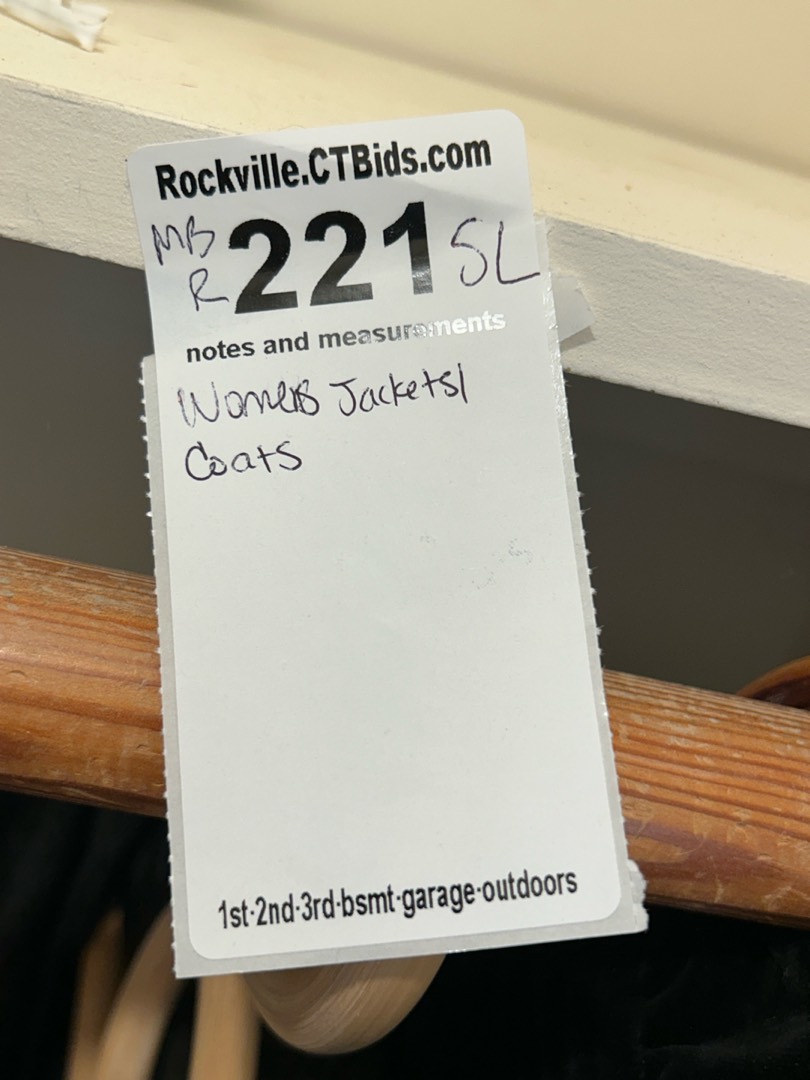 Rockville.CTBids.com
MB
R 221 SL
notes and measurements
Womens Jackets/
Coats
1st·2nd·3rd·bsmt·garage·outdoors